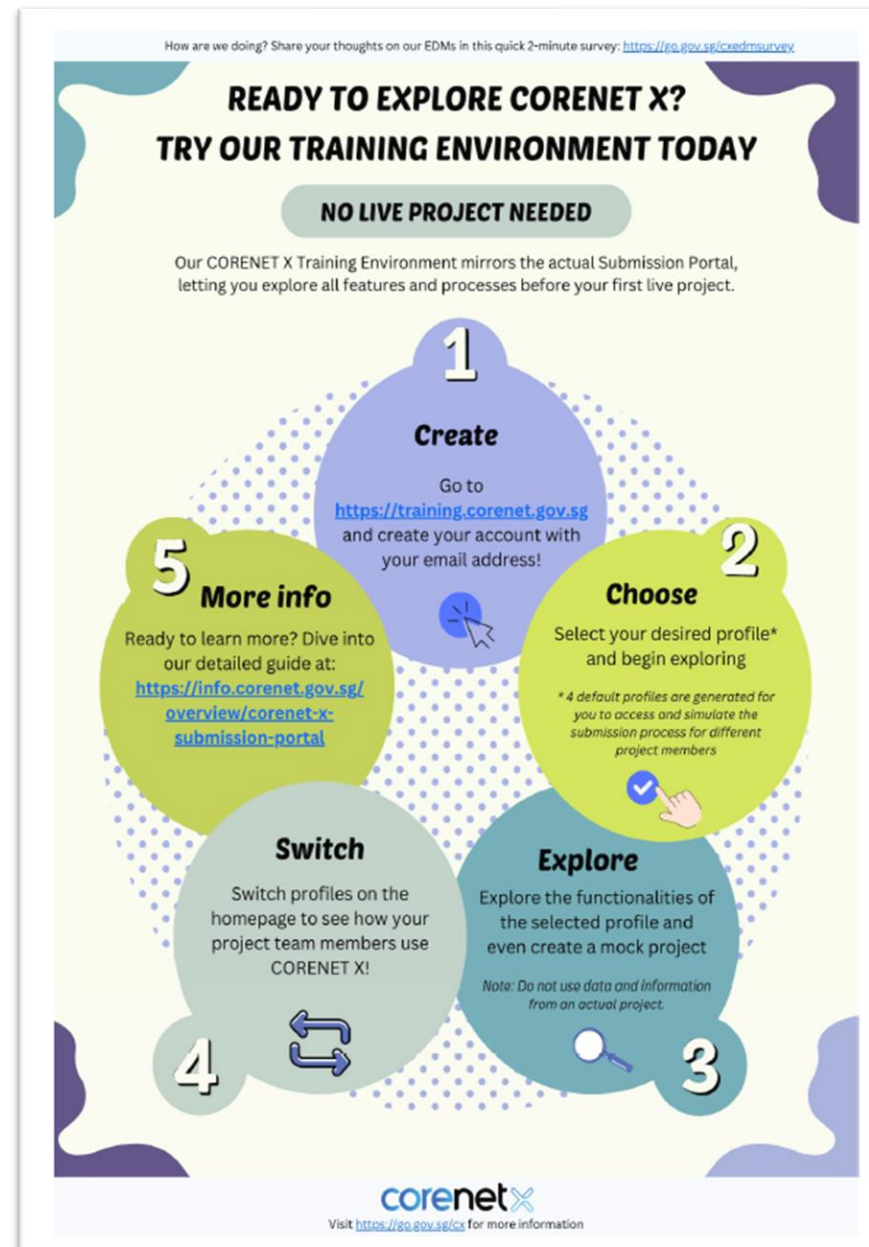 How are we doing? Share your thoughts on our EDMs in this quick 2-minute survey: https://go.gov.sg/cxedmsurvey
READY TO EXPLORE CORENET X?
TRY OUR TRAINING ENVIRONMENT TODAY
NO LIVE PROJECT NEEDED
Our CORENET X Training Environment mirrors the actual Submission Portal,
letting you explore all features and processes before your first live project.
1
Create
Go to
https://training.corenet.gov.sg
and create your account with
your email address!
2
Choose
Select your desired profile*
and begin exploring
* 4 default profiles are generated for
you to access and simulate the
submission process for different
project members
Explore
Explore the functionalities of
the selected profile and
even create a mock project
Note: Do not use data and information
from an actual project.
3
Switch
Switch profiles on the
homepage to see how your
project team members use
CORENET X!
4
5
More info
Ready to learn more? Dive into
our detailed guide at:
https://info.corenet.gov.sg/
overview/corenet-x-
submission-portal
corenet x
Visit https://go.gov.sg/cx for more information